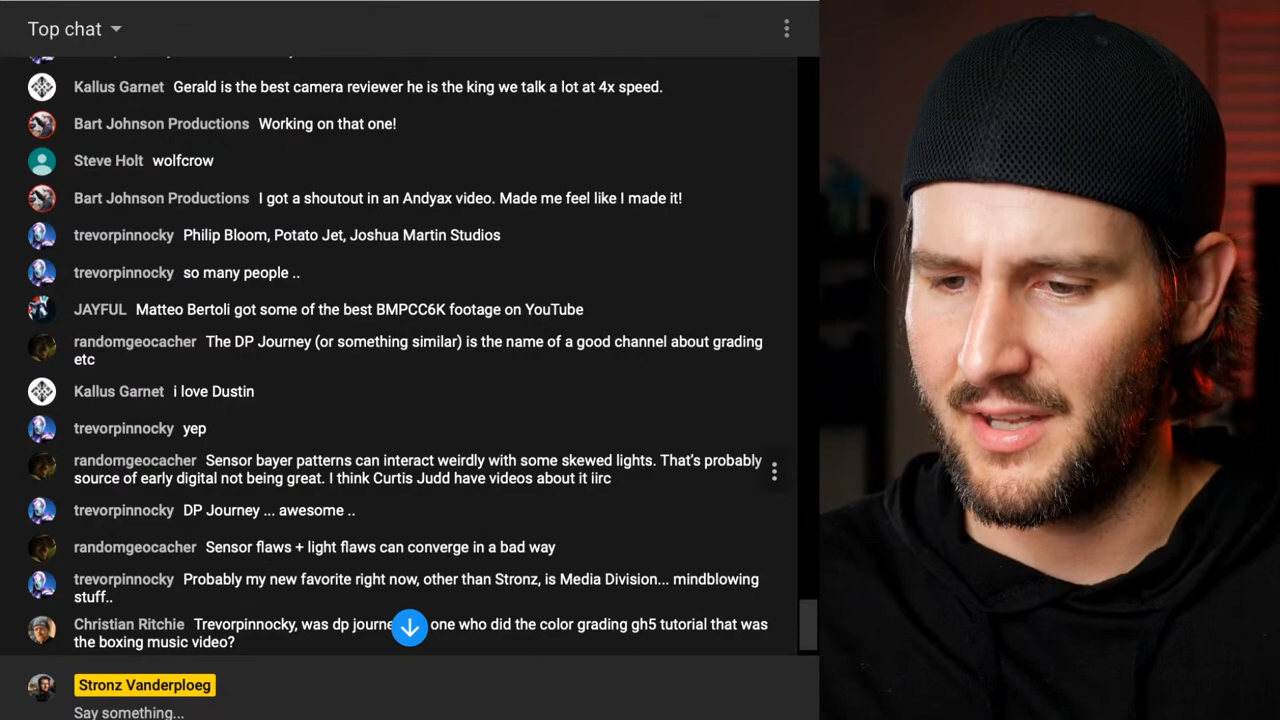 Top chat
Kallus Garnet Gerald is the best camera reviewer he is the king we talk a lot at 4x speed.
Bart Johnson Productions Working on that one!
Steve Holt wolfcrow
Bart Johnson Productions I got a shoutout in an Andyax video. Made me feel like I made it!
trevorpinnocky Philip Bloom, Potato Jet, Joshua Martin Studios
trevorpinnocky so many people ..
JAYFUL Matteo Bertoli got some of the best BMPCC6K footage on YouTube
randomgeocacher The DP Journey (or something similar) is the name of a good channel about grading
etc
Kallus Garnet i love Dustin
trevorpinnocky yep
randomgeocacher Sensor bayer patterns can interact weirdly with some skewed lights. That's probably
source of early digital not being great. I think Curtis Judd have videos about it iirc
trevorpinnocky DP Journey ... awesome ..
randomgeocacher Sensor flaws + light flaws can converge in a bad way
trevorpinnocky Probably my new favorite right now, other than Stronz, is Media Division... mindblowing
stuff..
Christian Ritchie Trevorpinnocky, was dp journe one who did the color grading gh5 tutorial that was
the boxing music video?
Stronz Vanderploeg
Say something...